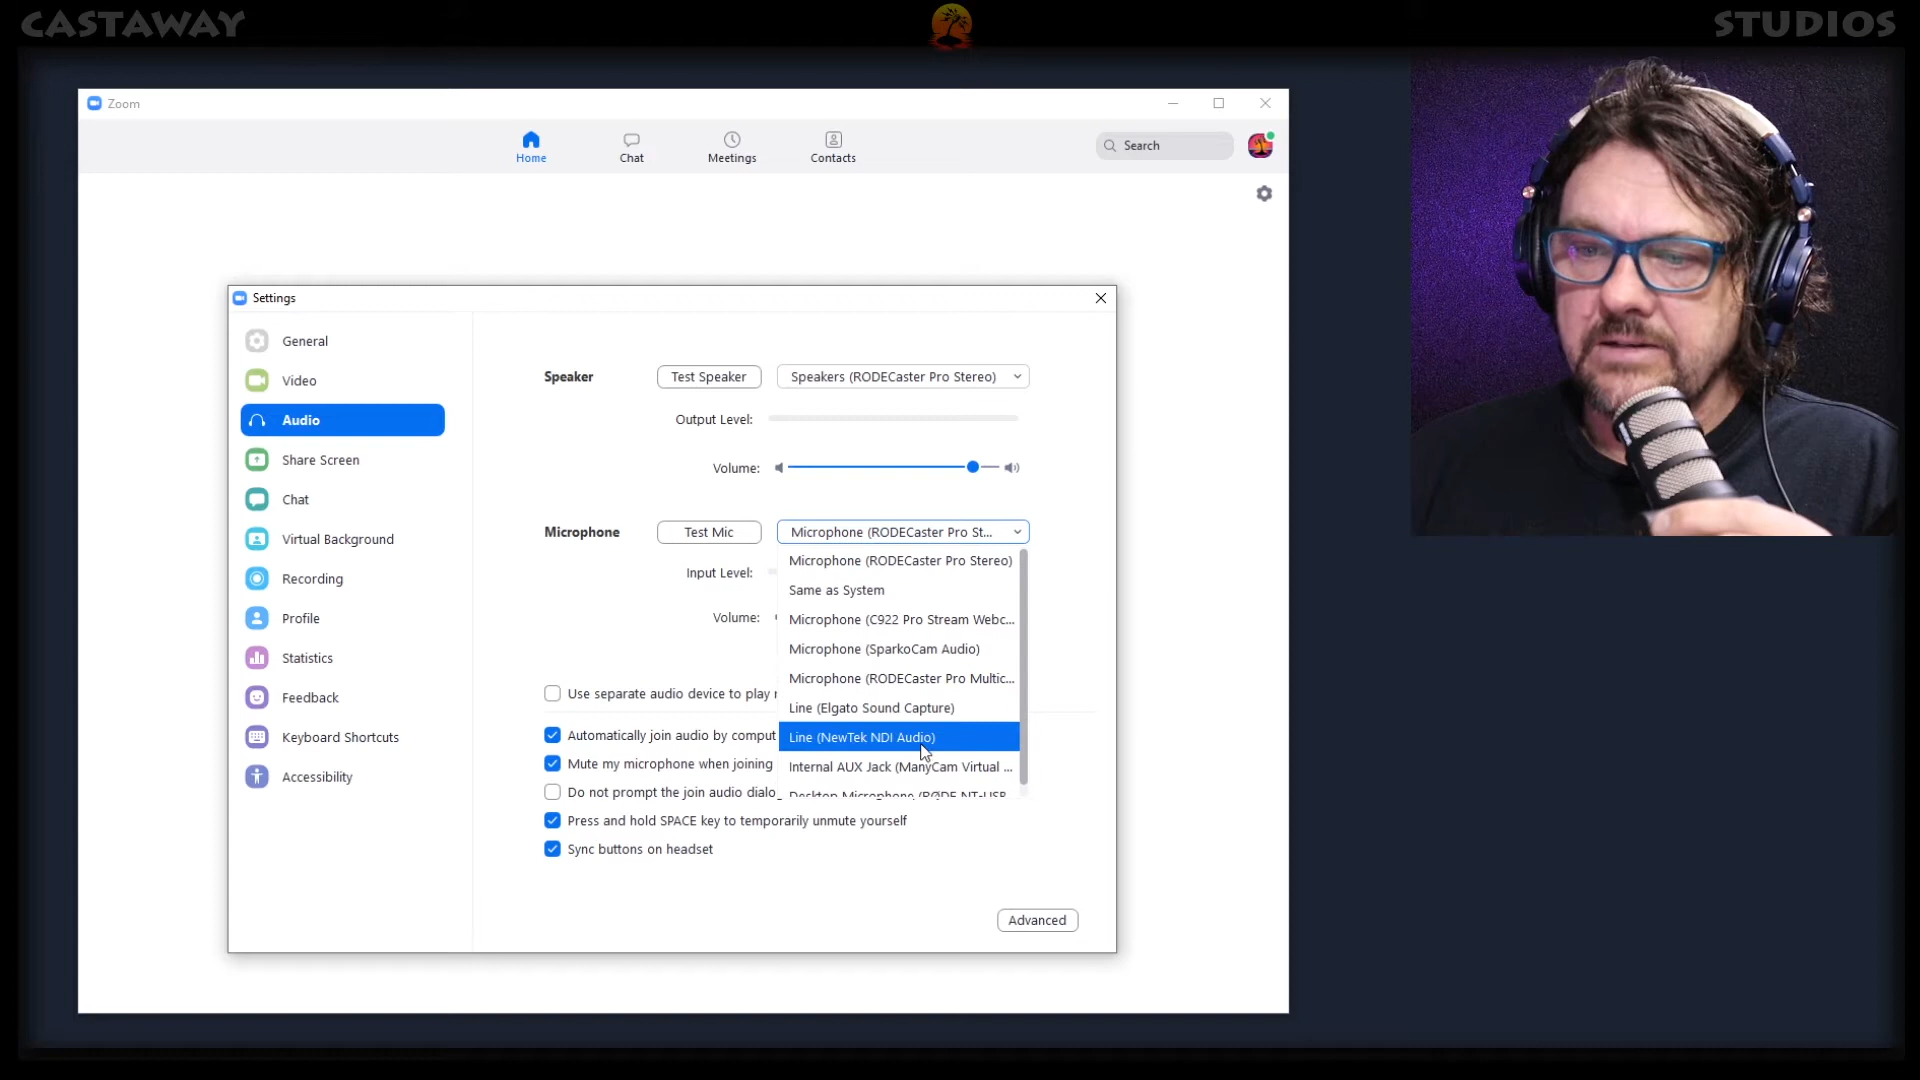 CASTAWAY
STUDIOS
Zoom
Home
Chat
Meetings
Contacts
Search
Settings
General
Video
Audio
Share Screen
Chat
Virtual Background
Recording
Profile
Statistics
Feedback
Keyboard Shortcuts
Accessibility
Speaker
Test Speaker
Speakers (RODECaster Pro Stereo)
Output Level:
Volume:
Microphone
Test Mic
Microphone (RODECaster Pro St...
Input Level:
Volume:
Microphone (RODECaster Pro Stereo)
Same as System
Microphone (C922 Pro Stream Webc...
Microphone (SparkoCam Audio)
Microphone (RODECaster Pro Multic...
Line (Elgato Sound Capture)
Line (NewTek NDI Audio)
Internal AUX Jack (ManyCam Virtual ...
Desktop Microphone (RØDE NT-USB
Use separate audio device to play
Automatically join audio by comput
Mute my microphone when joining
Do not prompt the join audio dialo
Press and hold SPACE key to temporarily unmute yourself
Sync buttons on headset
Advanced